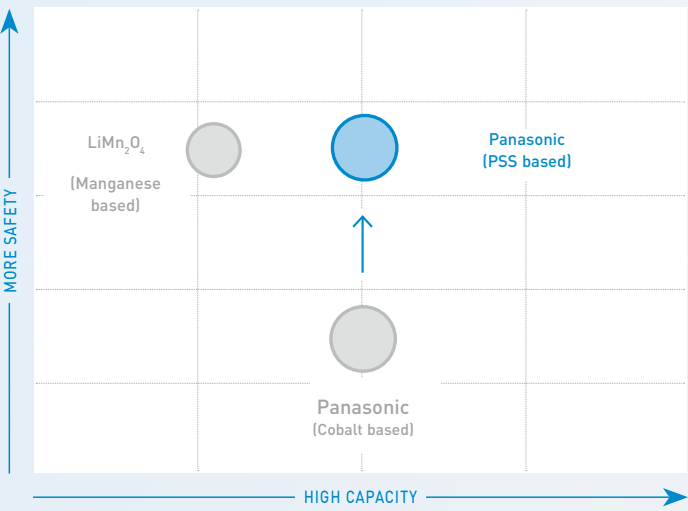 LiMn₂O₄
(Manganese
based)
Panasonic
(PSS based)
MORE SAFETY
Panasonic
(Cobalt based)
HIGH CAPACITY